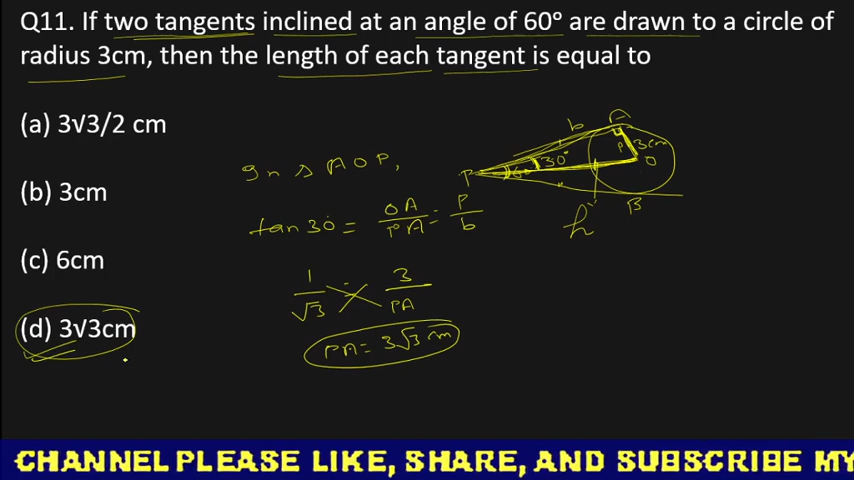 Q11. If two tangents inclined at an angle of 60° are drawn to a circle of
radius 3cm, then the length of each tangent is equal to
(a) 3√3/2 cm
(b) 3cm
(c) 6cm
(d) 3√3cm
In Δ AOP,
tan 30° = OA/PA = P/b
1/√3 3/PA
PA = 3√3 cm
b
A
P
30°
60°
P
3cm
O
B
h
CHANNEL PLEASE LIKE, SHARE, AND SUBSCRIBE MY